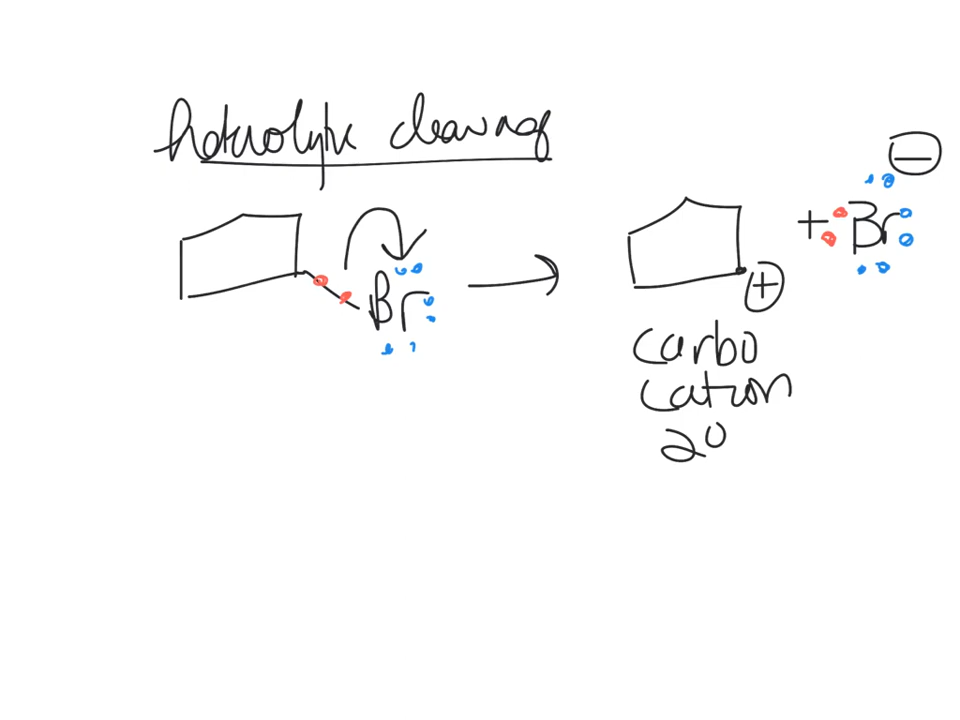 heterolytic cleavage
Br
+ Br −
+
carbo
cation
2°